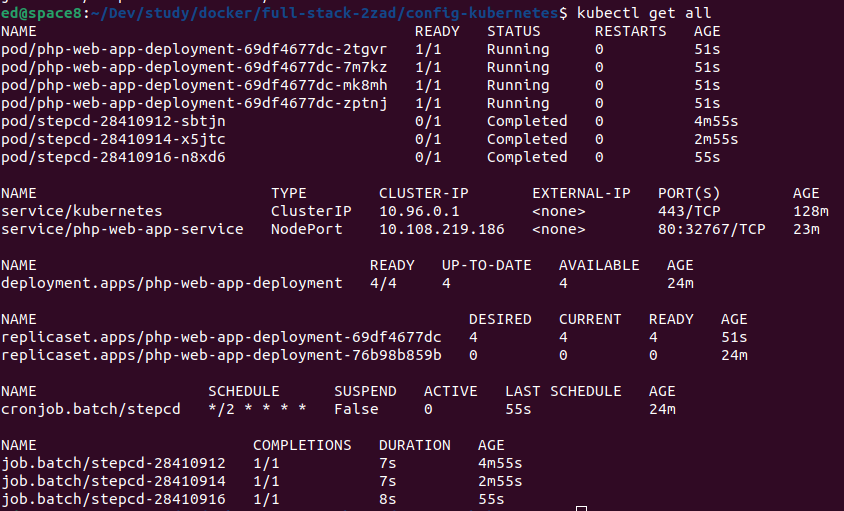 ed@space8:~/Dev/study/docker/full-stack-2zad/config-kubernetes$ kubectl get all
NAME                                      READY   STATUS      RESTARTS   AGE
pod/php-web-app-deployment-69df4677dc-2tgvr   1/1     Running     0          51s
pod/php-web-app-deployment-69df4677dc-7m7kz   1/1     Running     0          51s
pod/php-web-app-deployment-69df4677dc-mk8mh   1/1     Running     0          51s
pod/php-web-app-deployment-69df4677dc-zptnj   1/1     Running     0          51s
pod/stepcd-28410912-sbtjn                     0/1     Completed   0          4m55s
pod/stepcd-28410914-x5jtc                     0/1     Completed   0          2m55s
pod/stepcd-28410916-n8xd6                     0/1     Completed   0          55s
NAME                          TYPE        CLUSTER-IP       EXTERNAL-IP   PORT(S)        AGE
service/kubernetes            ClusterIP   10.96.0.1        <none>        443/TCP        128m
service/php-web-app-service   NodePort    10.108.219.186   <none>        80:32767/TCP   23m
NAME                                     READY   UP-TO-DATE   AVAILABLE   AGE
deployment.apps/php-web-app-deployment   4/4     4            4           24m
NAME                                                DESIRED   CURRENT   READY   AGE
replicaset.apps/php-web-app-deployment-69df4677dc   4         4         4       51s
replicaset.apps/php-web-app-deployment-76b98b859b   0         0         0       24m
NAME                   SCHEDULE      SUSPEND   ACTIVE   LAST SCHEDULE   AGE
cronjob.batch/stepcd   */2 * * * *   False     0        55s             24m
NAME                        COMPLETIONS   DURATION   AGE
job.batch/stepcd-28410912   1/1           7s         4m55s
job.batch/stepcd-28410914   1/1           7s         2m55s
job.batch/stepcd-28410916   1/1           8s         55s